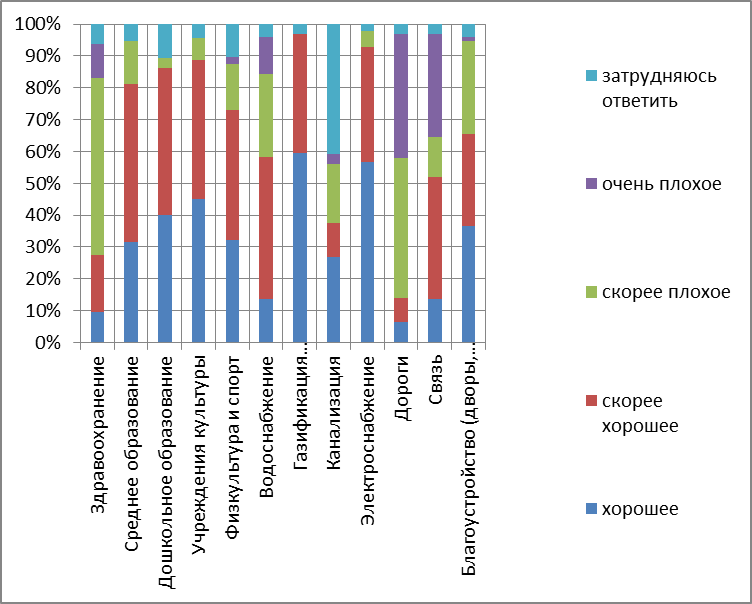 100%
90%
80%
70%
60%
50%
40%
30%
20%
10%
0%
Здравоохранение
Среднее образование
Дошкольное образование
Учреждения культуры
Физкультура и спорт
Водоснабжение
Газификация...
Канализация
Электроснабжение
Дороги
Связь
Благоустройство (дворы,...
затрудняюсь
ответить
очень плохое
скорее плохое
скорее
хорошее
хорошее